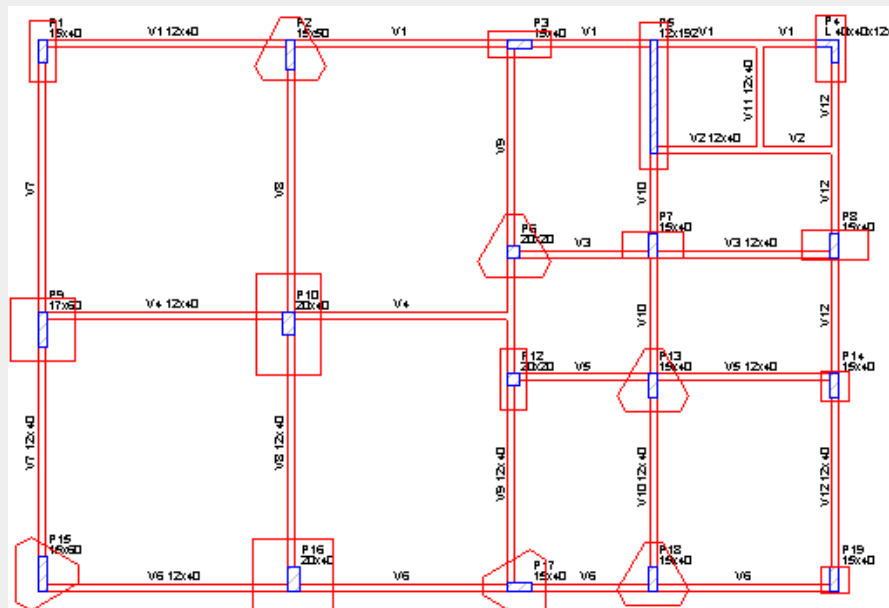 P1
15x40
V1 12x40
P2
15x50
V1
P3
15x40
V1
P5
12x192
V1
V1
P4
L 40x40x12x
V11 12x40
V12
V2 12x40
V2
V9
V7
V8
V10
V12
P6
20x20
V3
P7
15x40
V3 12x40
P8
15x40
P9
17x60
V4 12x40
P10
20x40
V4
V10
V12
P12
20x20
V5
P13
15x40
V5 12x40
P14
15x40
V7 12x40
V8 12x40
V9 12x40
V10 12x40
V12 12x40
P15
15x60
V6 12x40
P16
20x40
V6
P17
15x40
V6
P18
15x40
V6
P19
15x40